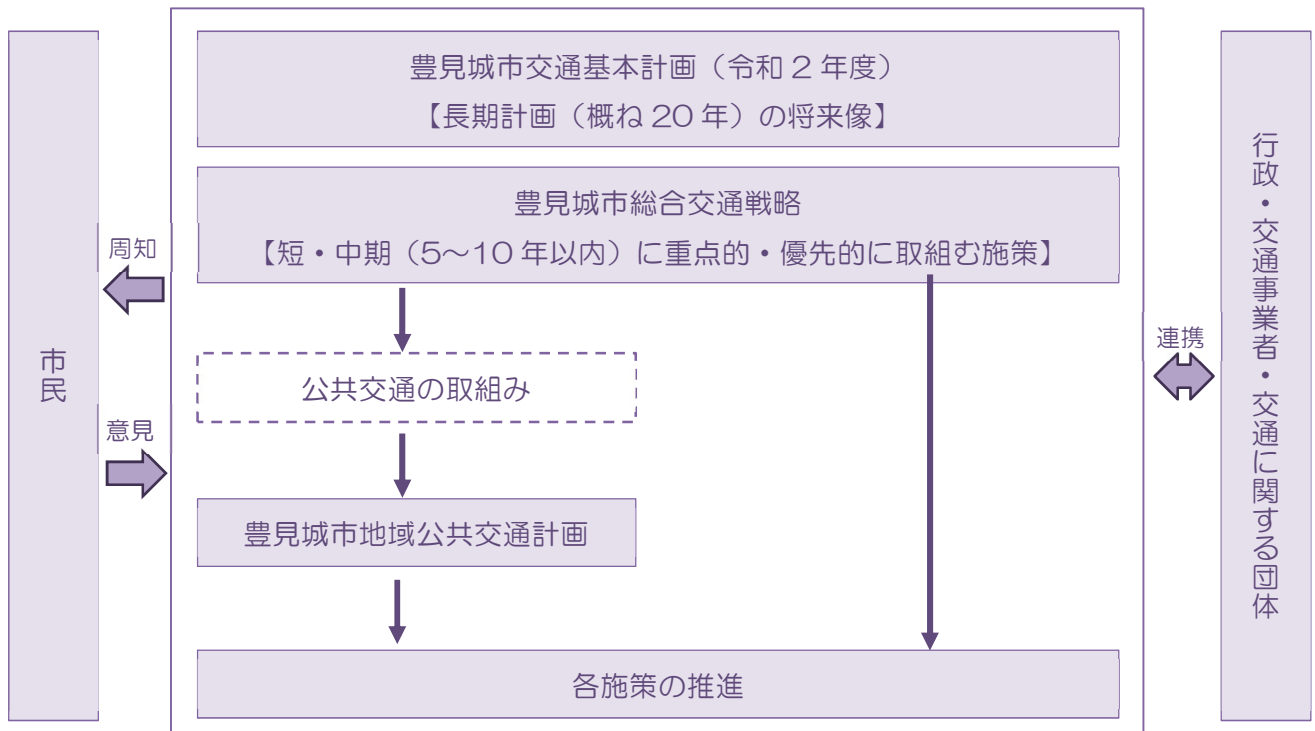 豊見城市交通基本計画（令和２年度）
【長期計画（概ね 20 年）の将来像】
豊見城市総合交通戦略
【短・中期（5～10 年以内）に重点的・優先的に取組む施策】
周知
市民
意見
公共交通の取組み
豊見城市地域公共交通計画
各施策の推進
連携
行政・交通事業者・交通に関する団体